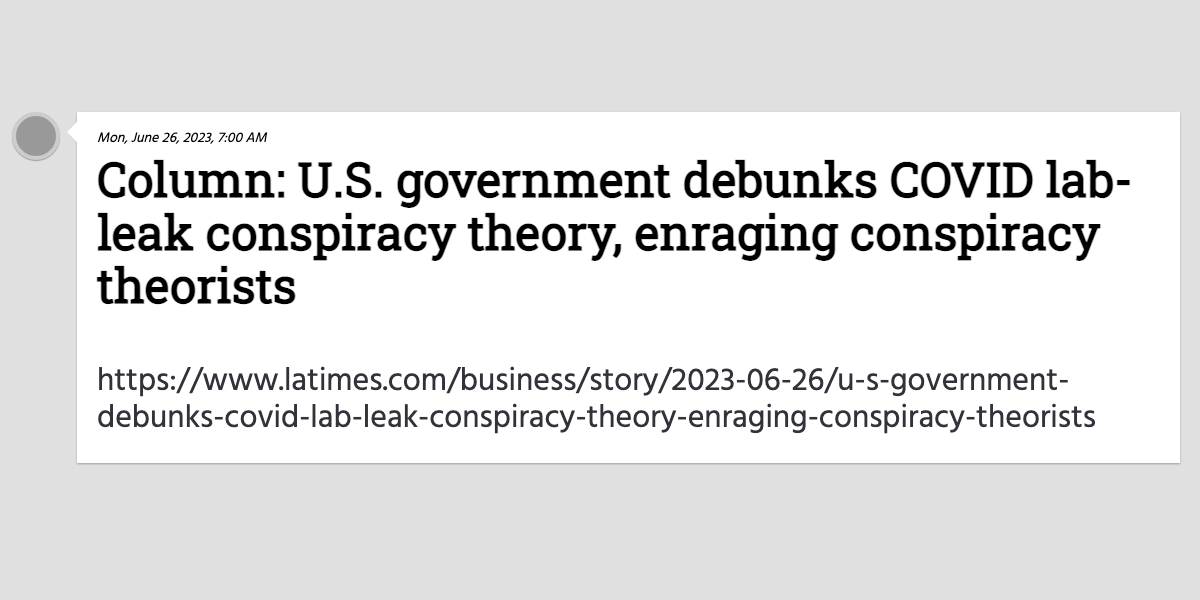 Mon, June 26, 2023, 7:00 AM
Column: U.S. government debunks COVID lab-
leak conspiracy theory, enraging conspiracy
theorists
https://www.latimes.com/business/story/2023-06-26/u-s-government-
debunks-covid-lab-leak-conspiracy-theory-enraging-conspiracy-theorists